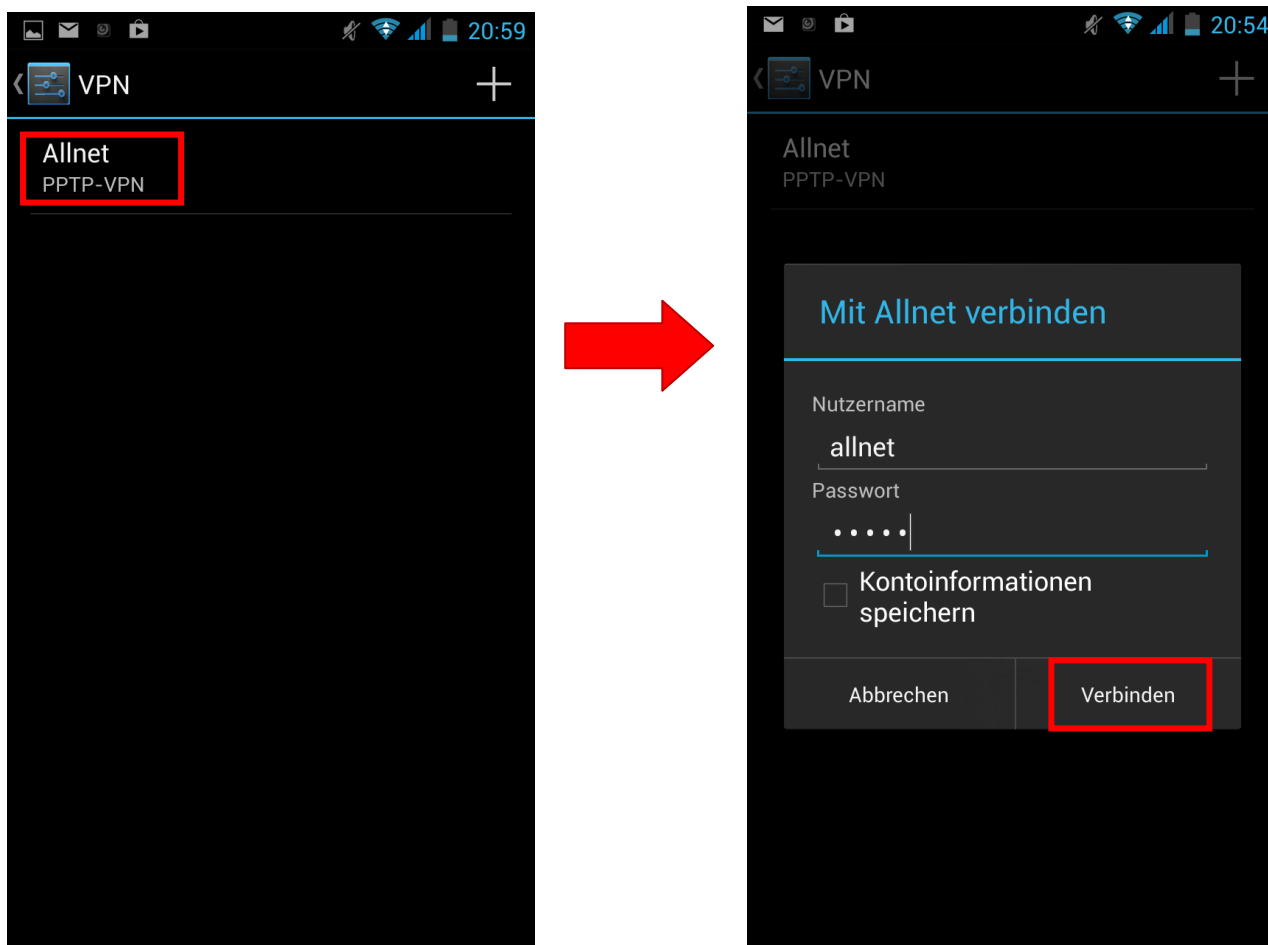 20:59
VPN
Allnet
PPTP-VPN
20:54
VPN
Allnet
PPTP-VPN
Mit Allnet verbinden
Nutzername
allnet
Passwort
•••••
Kontoinformationen
speichern
Abbrechen
Verbinden